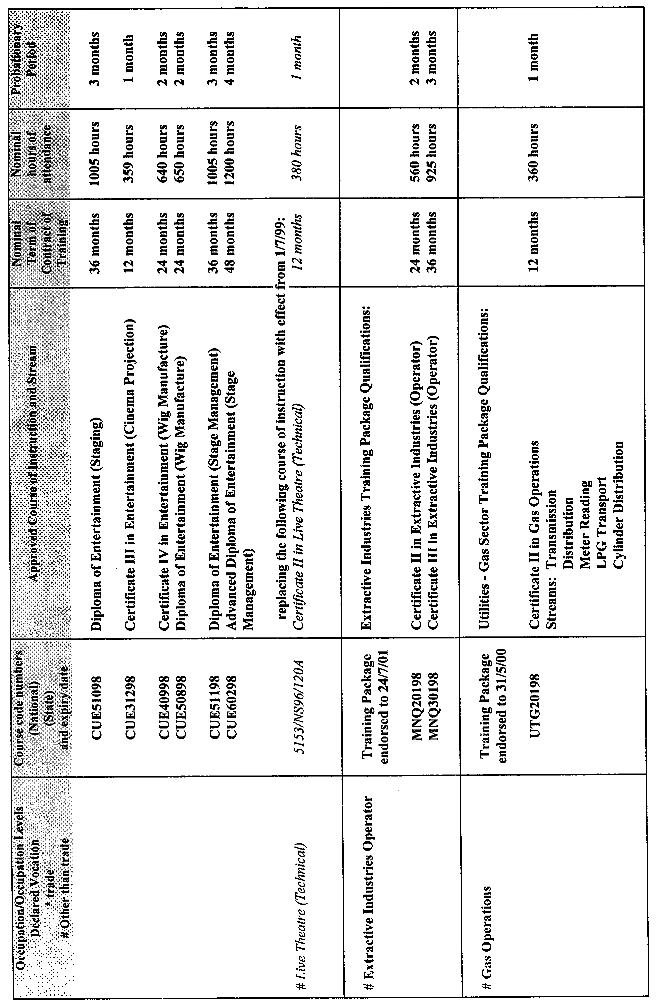 Occupation/Occupation Levels
Declared Vocation
* trade
# Other than trade
Course code numbers
(National)
(State)
and expiry date
Approved Course of Instruction and Stream
Nominal
Term of
Contract of
Training
Nominal
hours of
attendance
Probationary
Period
CUE51098 Diploma of Entertainment (Staging) 36 months 1005 hours 3 months
CUE31298 Certificate III in Entertainment (Cinema Projection) 12 months 359 hours 1 month
CUE40998 Certificate IV in Entertainment (Wig Manufacture) 24 months 640 hours 2 months
CUE50898 Diploma of Entertainment (Wig Manufacture) 24 months 650 hours 2 months
CUE51198 Diploma of Entertainment (Stage Management) 36 months 1005 hours 3 months
CUE60298 Advanced Diploma of Entertainment (Stage 48 months 1200 hours 4 months
Management)
replacing the following course of instruction with effect from 1/7/99:
# Live Theatre (Technical) 5153/NS96/120A Certificate II in Live Theatre (Technical) 12 months 380 hours 1 month
# Extractive Industries Operator Training Package Extractive Industries Training Package Qualifications:
endorsed to 24/7/01
MNQ20198 Certificate II in Extractive Industries (Operator) 24 months 560 hours 2 months
MNQ30198 Certificate III in Extractive Industries (Operator) 36 months 925 hours 3 months
# Gas Operations Training Package Utilities - Gas Sector Training Package Qualifications:
endorsed to 31/5/00
UTG20198 Certificate II in Gas Operations 12 months 360 hours 1 month
Streams: Transmission
Distribution
Meter Reading
LPG Transport
Cylinder Distribution